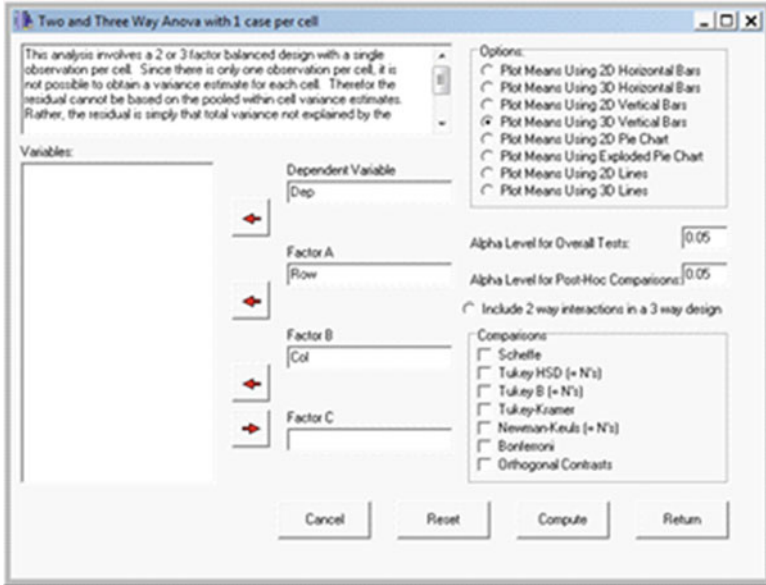 Two and Three Way Anova with 1 case per cell
This analysis involves a 2 or 3 factor balanced design with a single
observation per cell. Since there is only one observation per cell, it is
not possible to obtain a variance estimate for each cell. Therefor the
residual cannot be based on the pooled within cell variance estimates.
Rather, the residual is simply that total variance not explained by the
Options:
Plot Means Using 2D Horizontal Bars
Plot Means Using 3D Horizontal Bars
Plot Means Using 2D Vertical Bars
Plot Means Using 3D Vertical Bars
Plot Means Using 2D Pie Chart
Plot Means Using Exploded Pie Chart
Plot Means Using 2D Lines
Plot Means Using 3D Lines
Variables:
Dependent Variable
Dep
Factor A
Row
Factor B
Col
Factor C
Alpha Level for Overall Tests: 0.05
Alpha Level for Post-Hoc Comparisons: 0.05
Include 2 way interactions in a 3 way design
Comparisons
Scheffe
Tukey HSD (= N's)
Tukey B (= N's)
Tukey-Kramer
Newman-Keuls (= N's)
Bonferroni
Orthogonal Contrasts
Cancel
Reset
Compute
Return